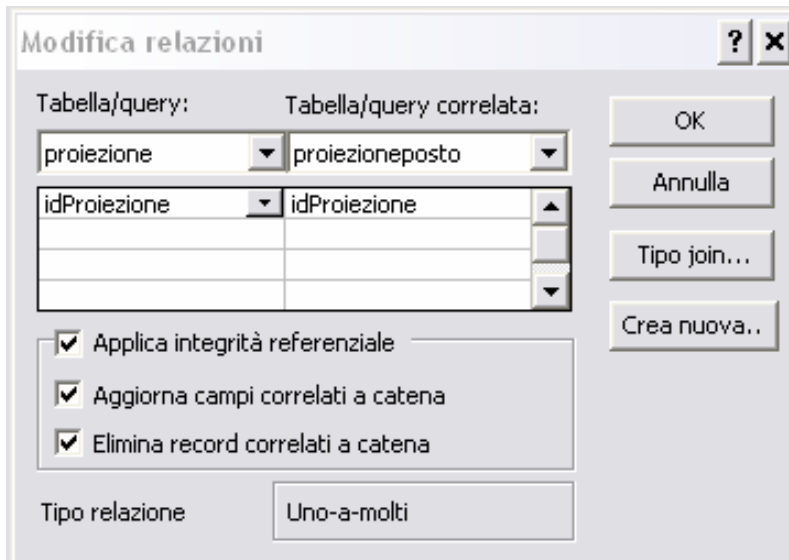 Modifica relazioni
Tabella/query:
Tabella/query correlata:
proiezione
proiezioneposto
idProiezione
idProiezione
Applica integrità referenziale
Aggiorna campi correlati a catena
Elimina record correlati a catena
Tipo relazione
Uno-a-molti
?
OK
Annulla
Tipo join...
Crea nuova..